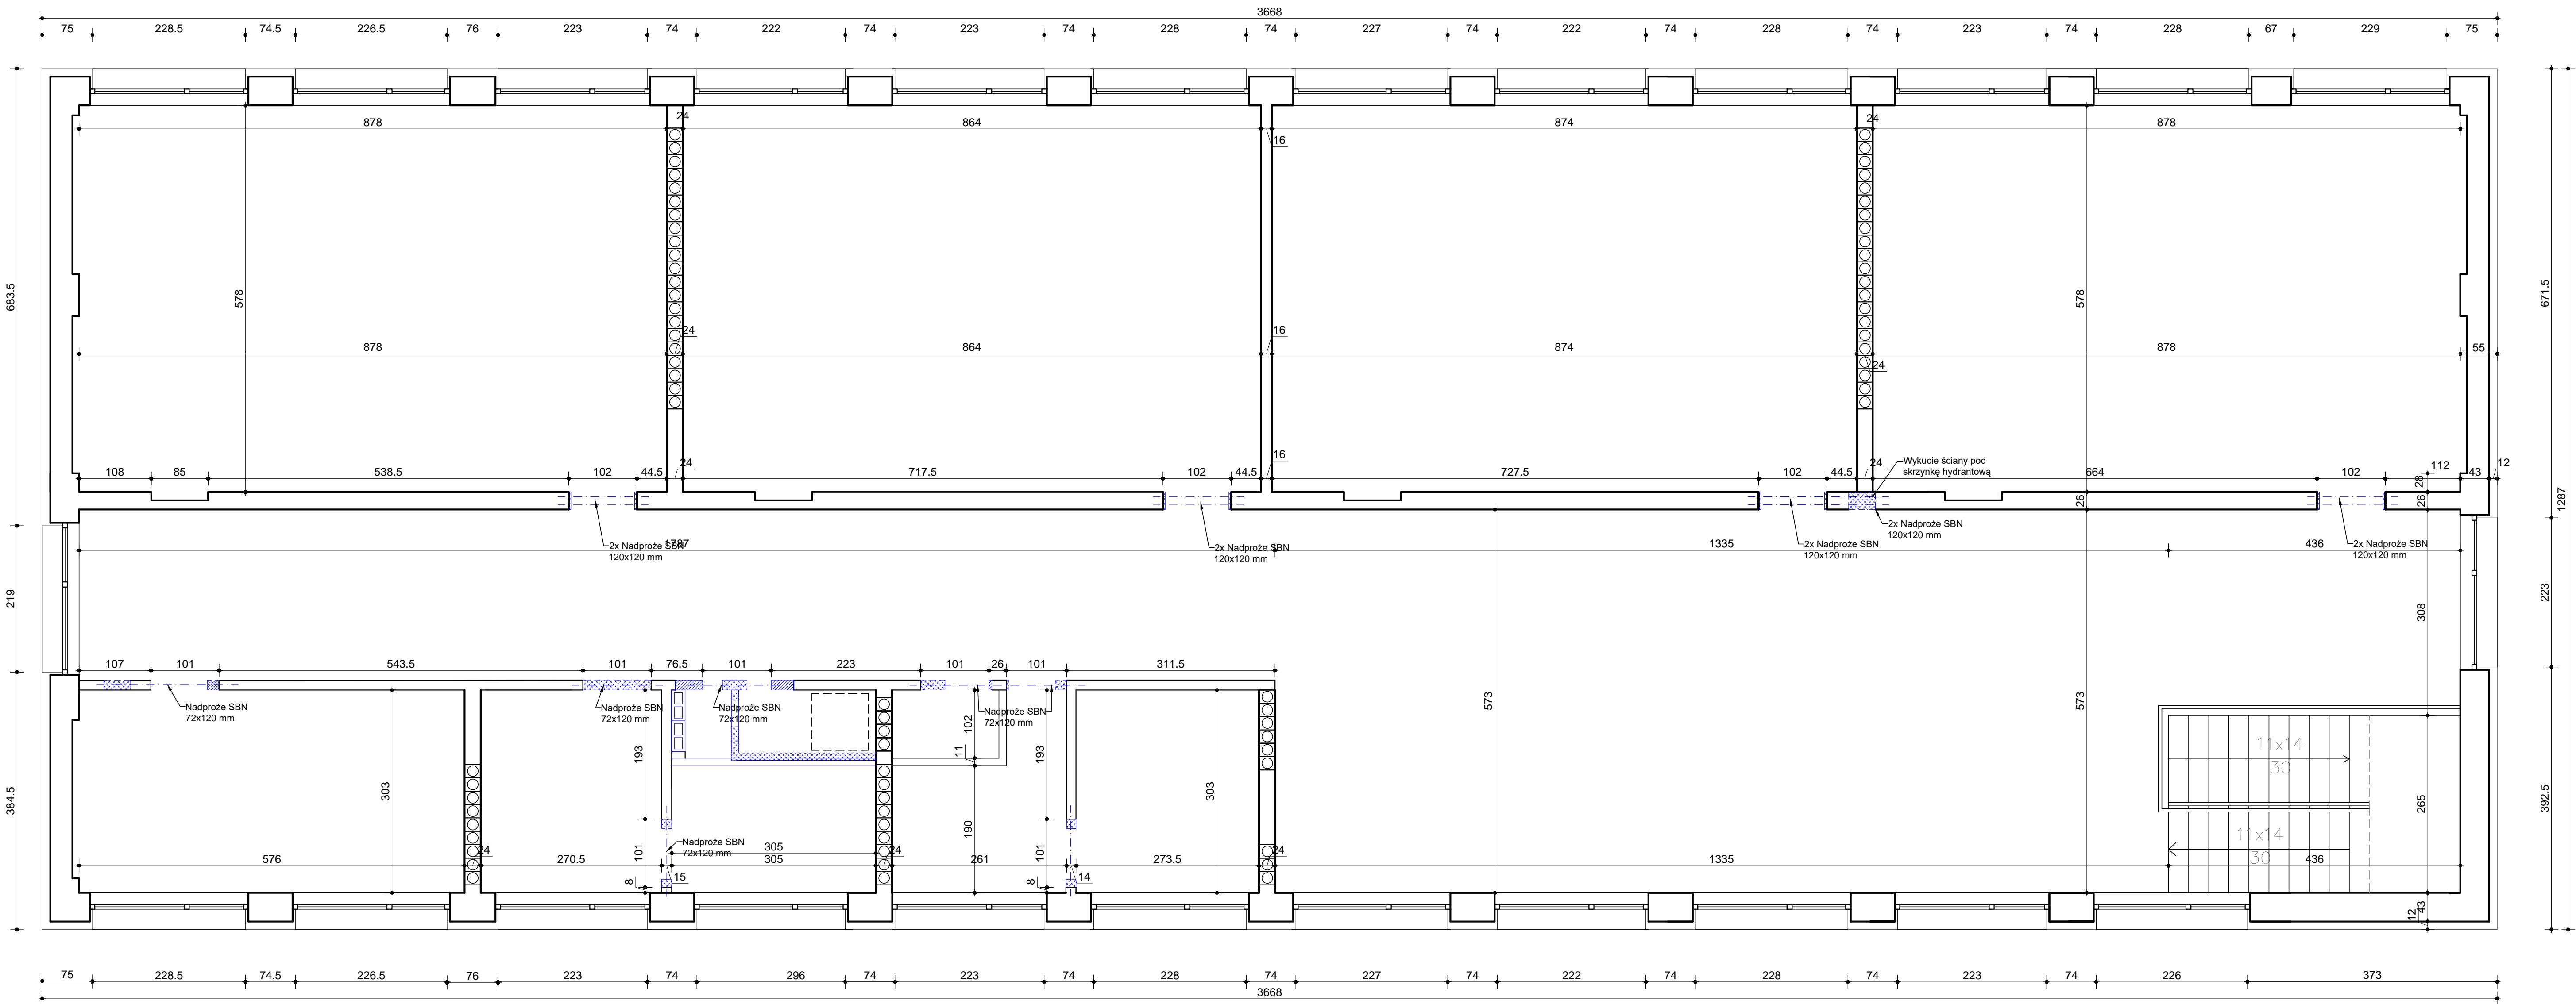 3668
75 228.5 74.5 226.5 76 223 74 222 74 223 74 228 74 227 74 222 74 228 74 223 74 228 67 229 75
24 24
878 864 874 878
16
683.5 578 578 671.5
1287
24 16 24
878 864 874 878 55
16
108 85 538.5 102 44.5 24 717.5 102 44.5 727.5 102 44.5 24 664 102 112 43 12
Wykucie ściany pod
skrzynkę hydrantową
28
26 26
2x Nadproże SBN
120x120 mm
2x Nadproże SBN
120x120 mm
2x Nadproże SBN
120x120 mm
2x Nadproże SBN
120x120 mm
2x Nadproże SBN
120x120 mm
1787 1335 436
219 308 223
107 101 543.5 101 76.5 101 223 101 26 101 311.5
Nadproże SBN
72x120 mm
Nadproże SBN
72x120 mm
Nadproże SBN
72x120 mm
Nadproże SBN
72x120 mm
573 573
193 102 11 193
11x14
30
384.5 303 303 265 392.5
11x14
30
101 190 101
Nadproże SBN
72x120 mm
305
24 24 24
576 270.5 305 261 273.5 1335 436
8 15 8 14
12 43
75 228.5 74.5 226.5 76 223 74 296 74 223 74 228 74 227 74 222 74 228 74 223 74 226 373
3668